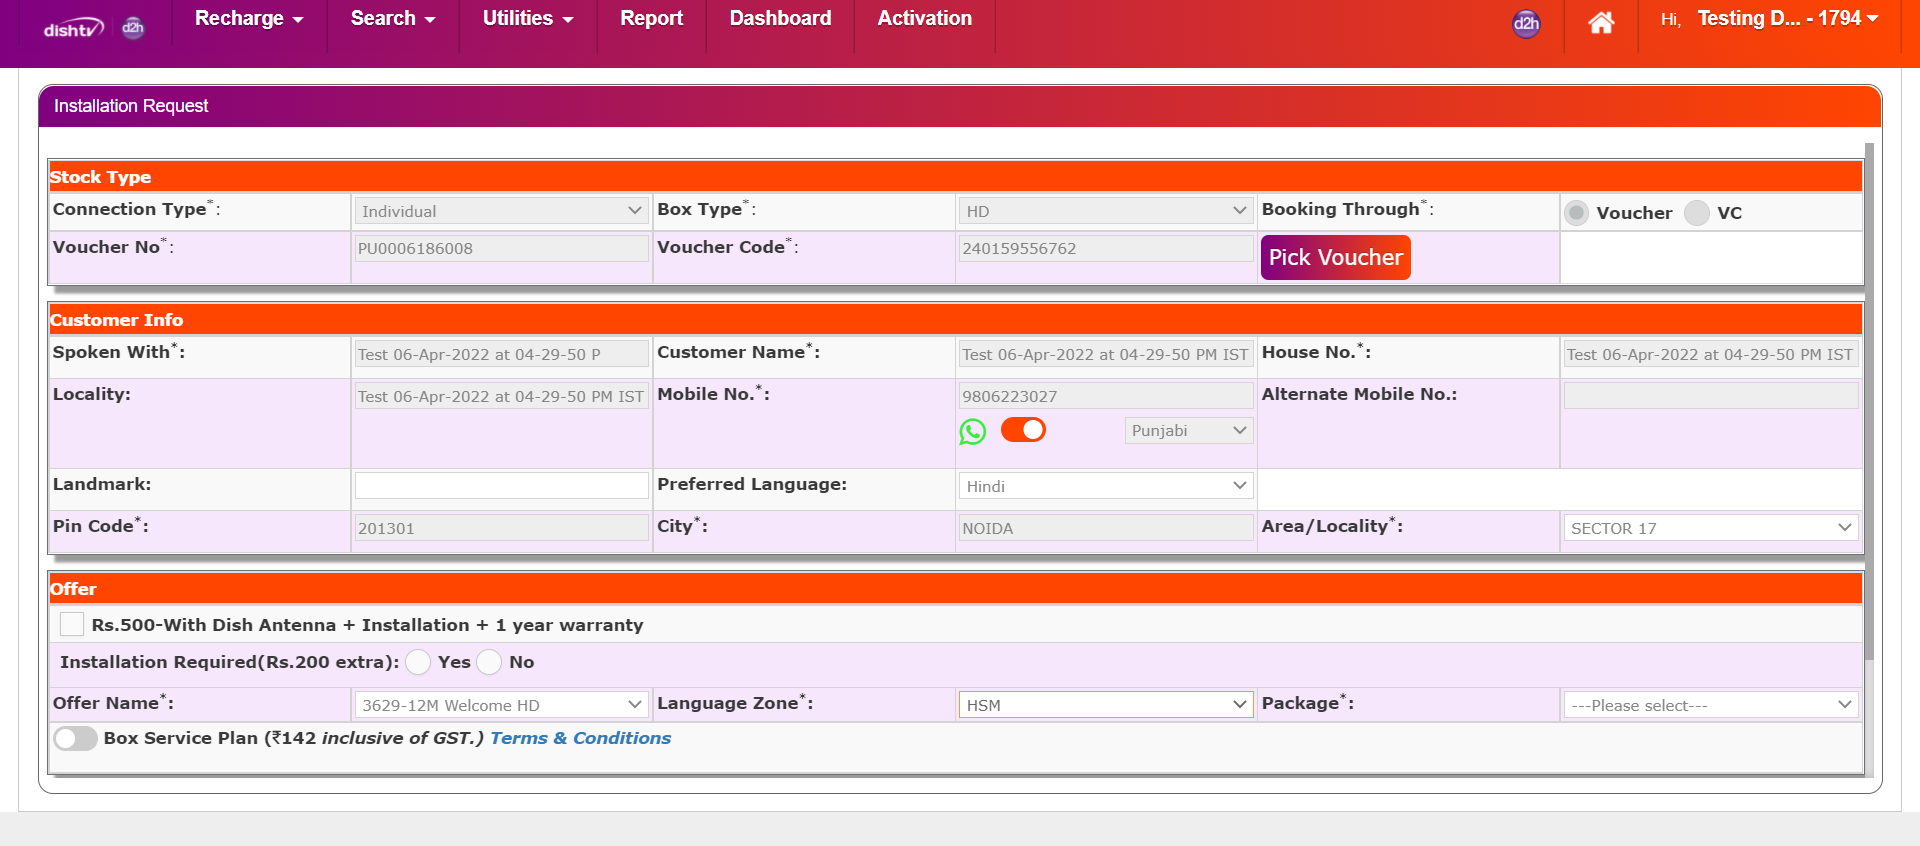 dishtv d2h Recharge Search Utilities Report Dashboard Activation d2h Hi, Testing D... - 1794
Installation Request
Stock Type
Connection Type*: Individual Box Type*: HD Booking Through*: Voucher VC
Voucher No*: PU0006186008 Voucher Code*: 240159556762 Pick Voucher
Customer Info
Spoken With*: Test 06-Apr-2022 at 04-29-50 P Customer Name*: Test 06-Apr-2022 at 04-29-50 PM IST House No.*: Test 06-Apr-2022 at 04-29-50 PM IST
Locality: Test 06-Apr-2022 at 04-29-50 PM IST Mobile No.*: 9806223027 Alternate Mobile No.:
Punjabi
Landmark: Preferred Language: Hindi
Pin Code*: 201301 City*: NOIDA Area/Locality*: SECTOR 17
Offer
Rs.500-With Dish Antenna + Installation + 1 year warranty
Installation Required(Rs.200 extra): Yes No
Offer Name*: 3629-12M Welcome HD Language Zone*: HSM Package*: ---Please select---
Box Service Plan (₹142 inclusive of GST.) Terms & Conditions